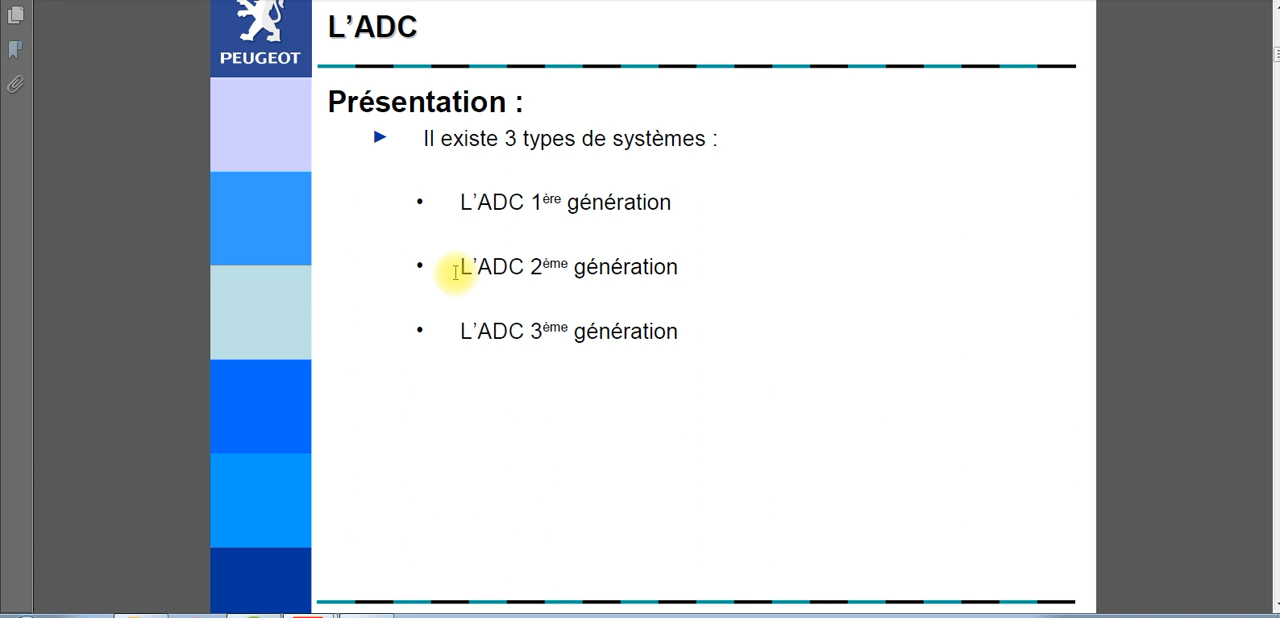 L'ADC
PEUGEOT
Présentation :
► Il existe 3 types de systèmes :
• L'ADC 1ère génération
• L'ADC 2ème génération
• L'ADC 3ème génération